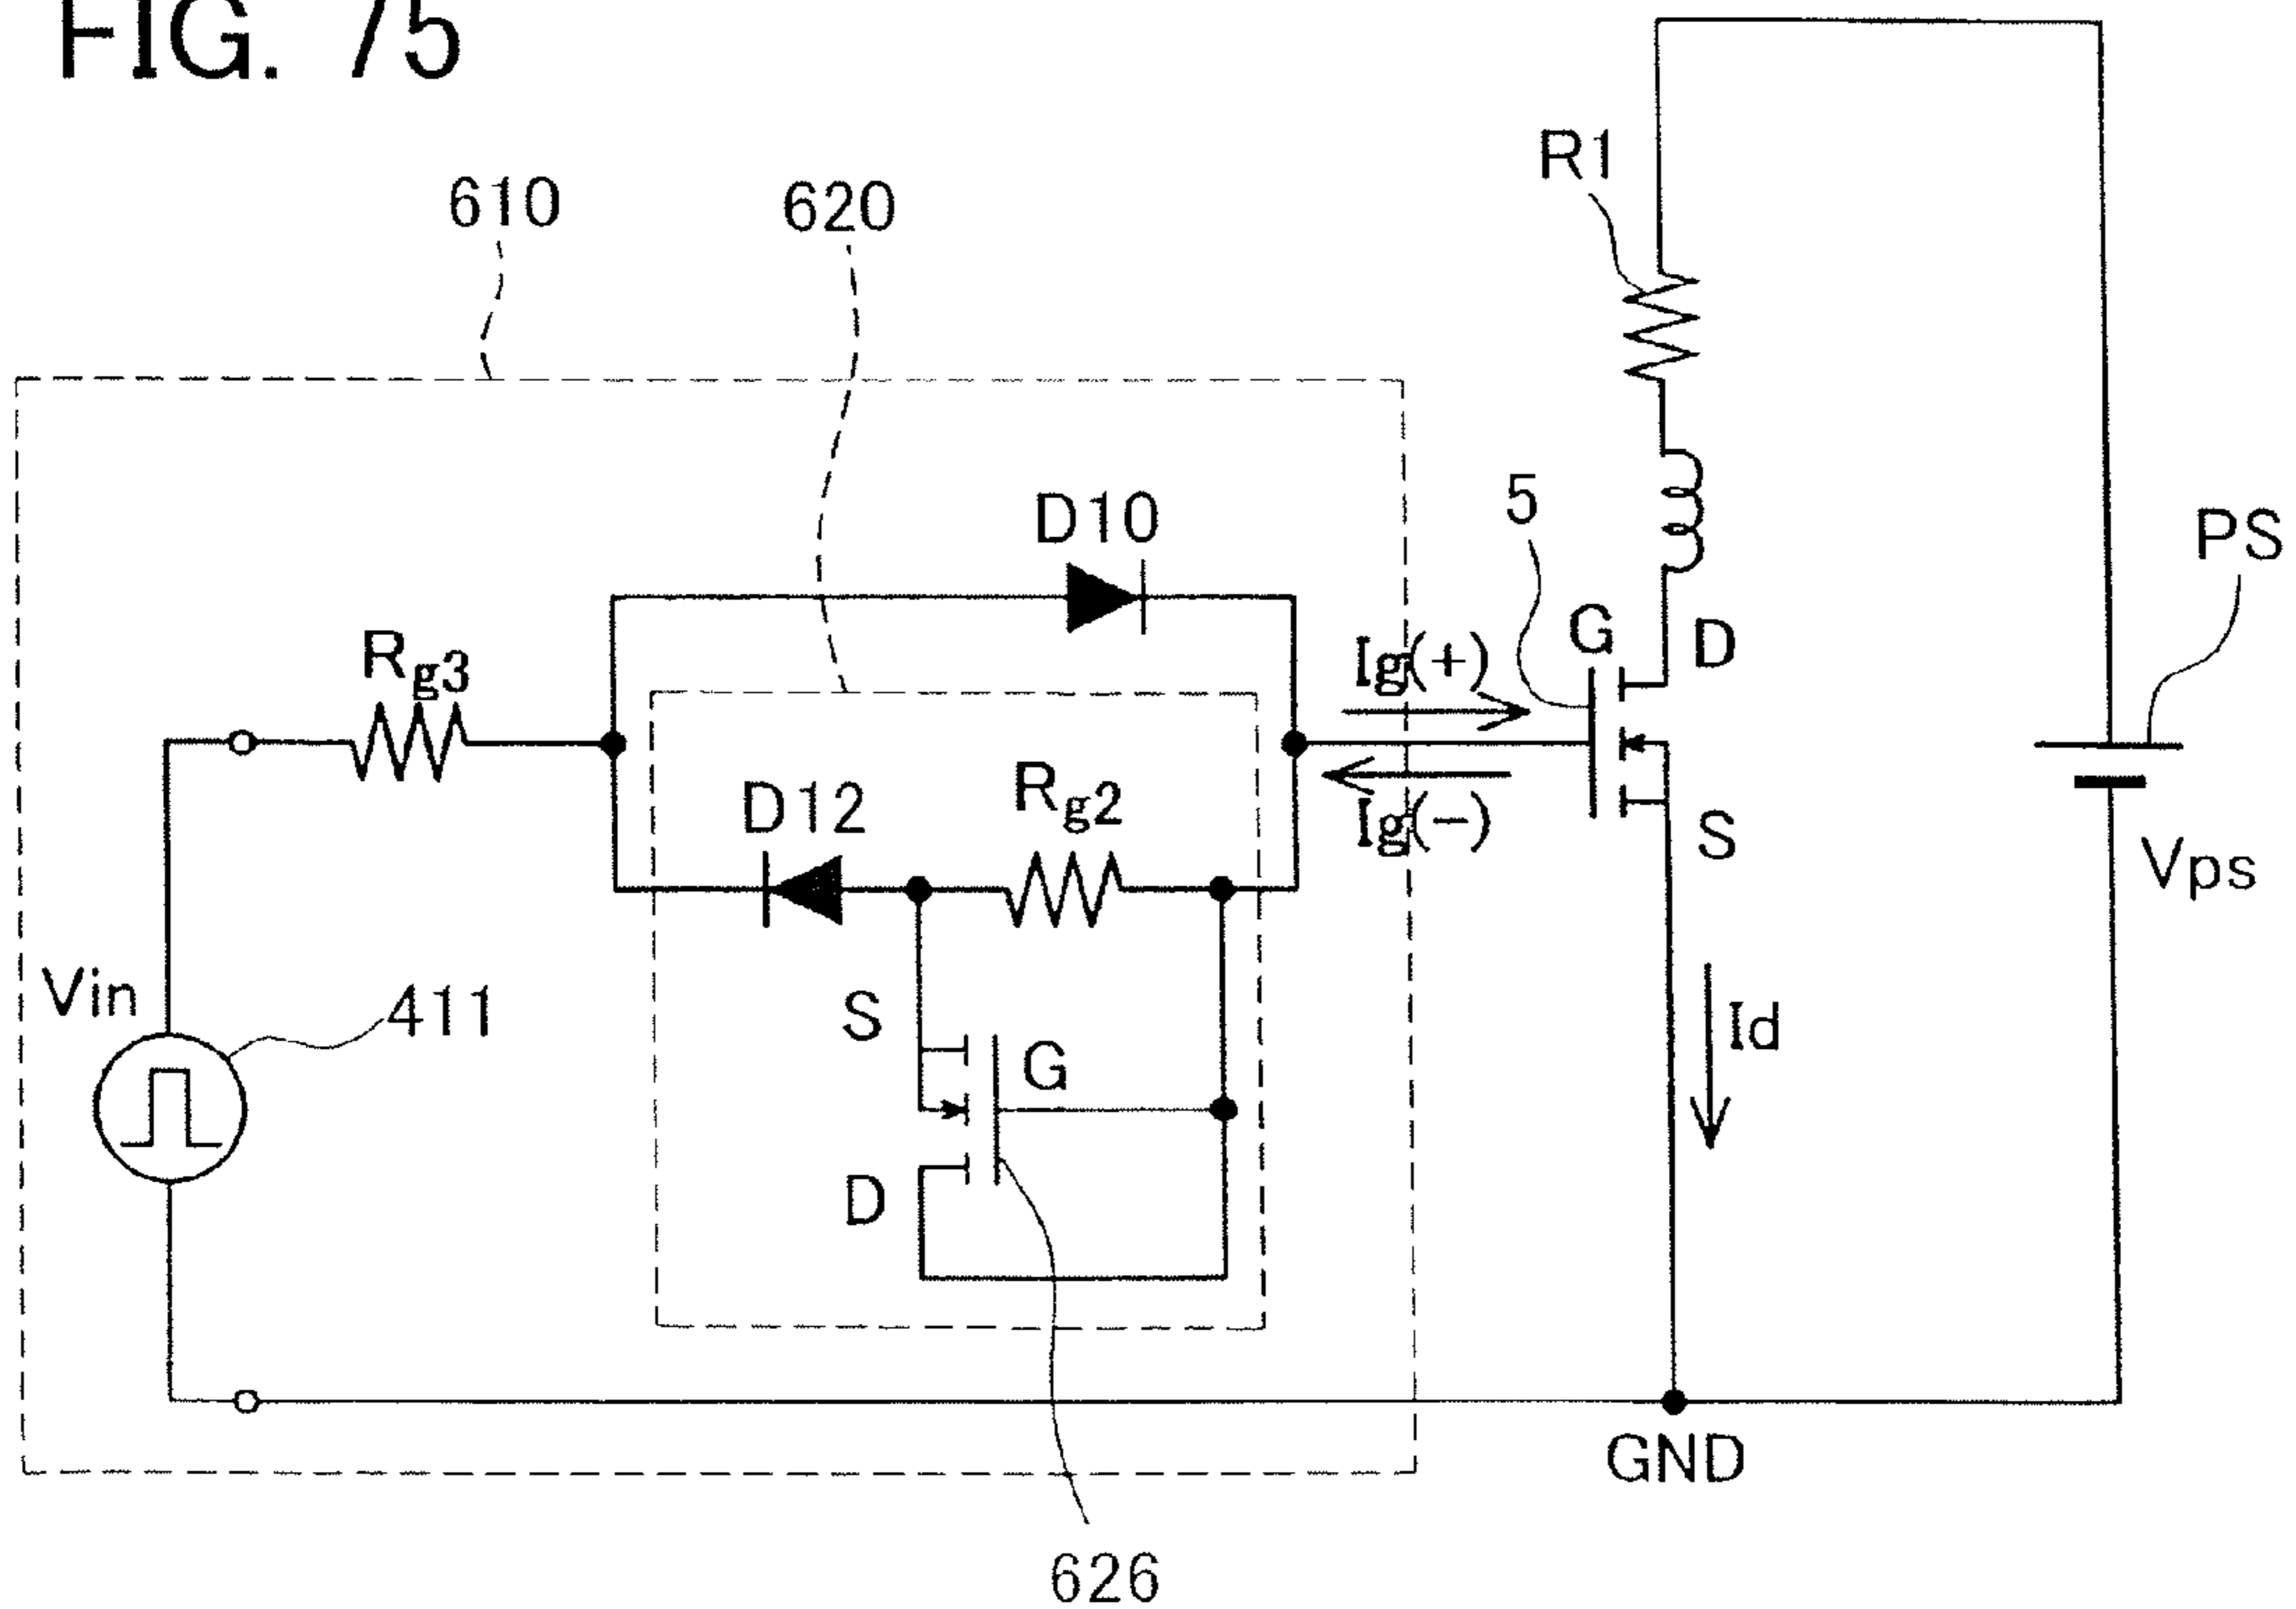 FIG. 75
R1
610
620
D10
5
PS
Rg3
Ig(+)
G
D
D12
Rg2
Ig(−)
S
Vps
Vin
411
S
G
Id
D
GND
626